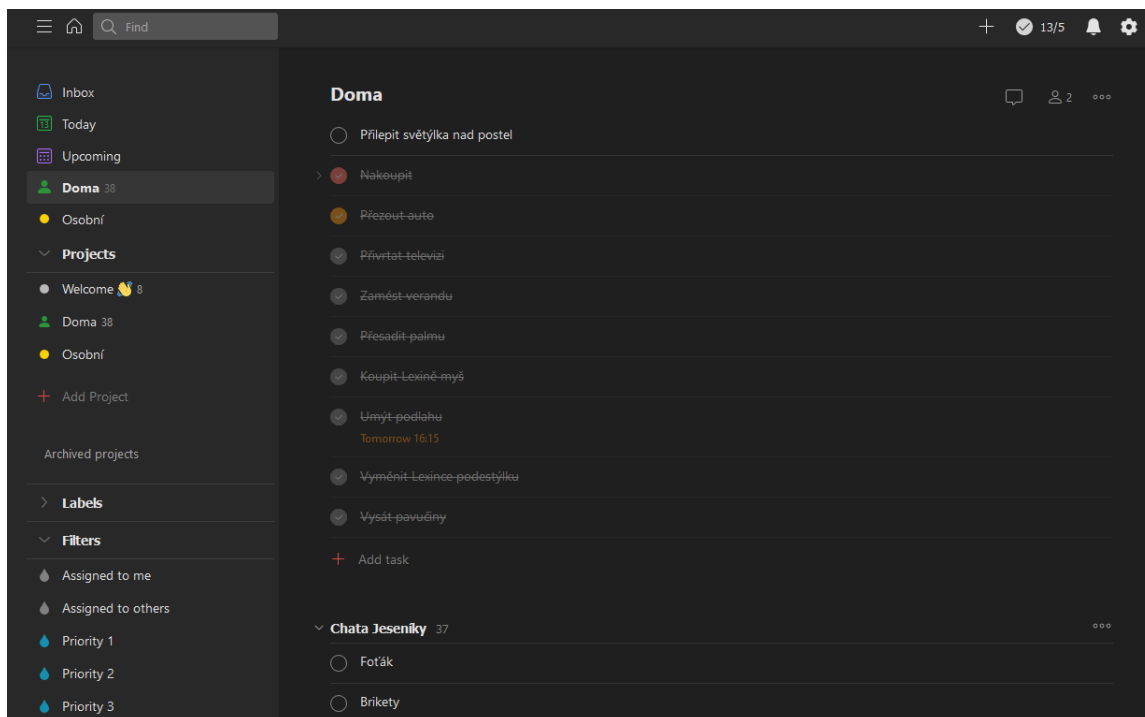 Find
13/5
Inbox
13
Today
Upcoming
Doma 38
Osobní
Projects
Welcome 👋 8
Doma 38
Osobní
Add Project
Archived projects
Labels
Filters
Assigned to me
Assigned to others
Priority 1
Priority 2
Priority 3
Doma
2
Přilepit světýlka nad postel
Nakoupit
Přezout auto
Přivrtat televizi
Zamést verandu
Přesadit palmu
Koupit Lexině myš
Umýt podlahu
Tomorrow 16:15
Vyměnit Lexince podestýlku
Vysát pavučiny
Add task
Chata Jeseníky 37
Foťák
Brikety